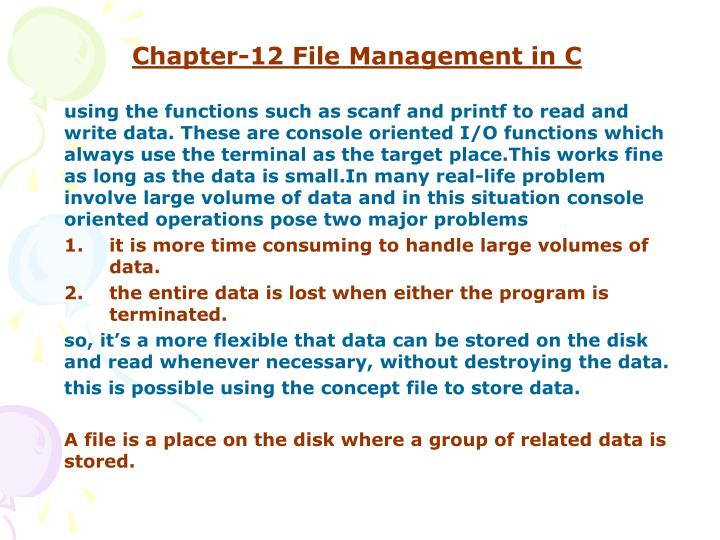 Chapter-12 File Management in C
using the functions such as scanf and printf to read and
write data. These are console oriented I/O functions which
always use the terminal as the target place.This works fine
as long as the data is small.In many real-life problem
involve large volume of data and in this situation console
oriented operations pose two major problems
1. it is more time consuming to handle large volumes of
data.
2. the entire data is lost when either the program is
terminated.
so, it’s a more flexible that data can be stored on the disk
and read whenever necessary, without destroying the data.
this is possible using the concept file to store data.
A file is a place on the disk where a group of related data is
stored.